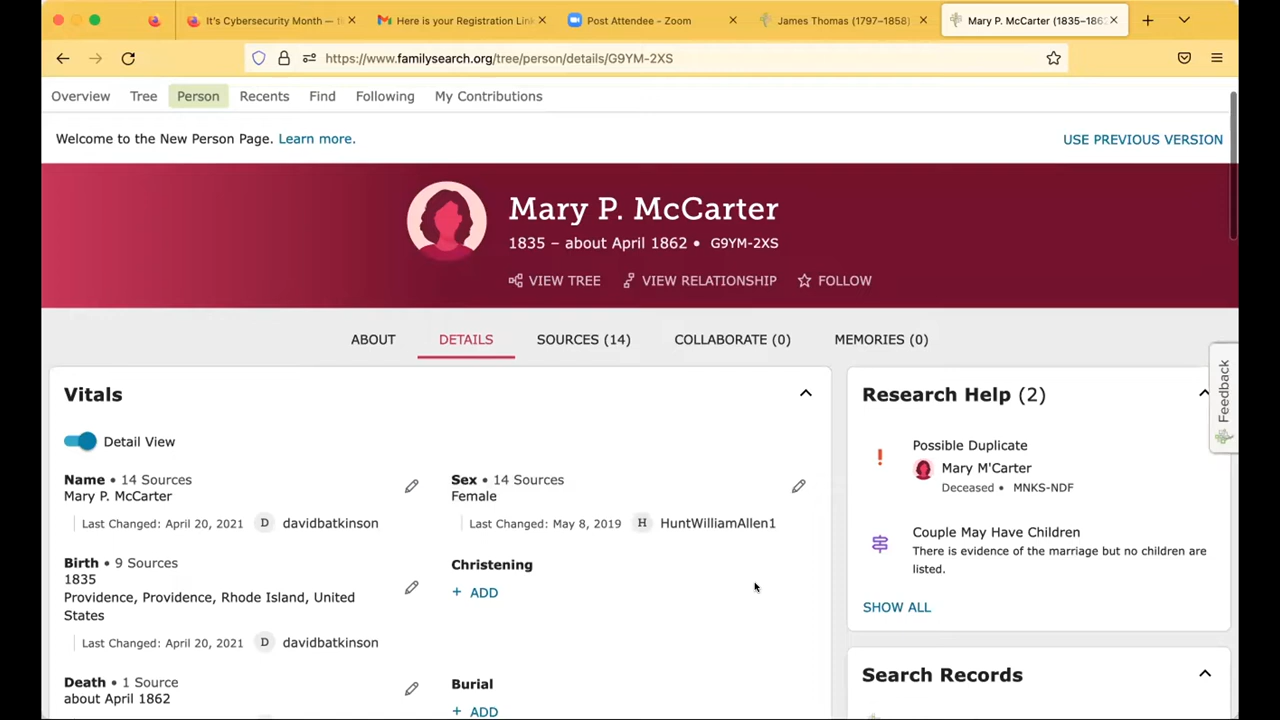 It's Cybersecurity Month —
Here is your Registration Lin
Post Attendee - Zoom
James Thomas (1797–1858)
Mary P. McCarter (1835–186
https://www.familysearch.org/tree/person/details/G9YM-2XS
Overview Tree Person Recents Find Following My Contributions
Welcome to the New Person Page. Learn more.
USE PREVIOUS VERSION
Mary P. McCarter
1835 – about April 1862 • G9YM-2XS
VIEW TREE VIEW RELATIONSHIP FOLLOW
ABOUT DETAILS SOURCES (14) COLLABORATE (0) MEMORIES (0)
Feedback
Vitals
Detail View
Name • 14 Sources
Mary P. McCarter
Last Changed: April 20, 2021 D davidbatkinson
Sex • 14 Sources
Female
Last Changed: May 8, 2019 H HuntWilliamAllen1
Birth • 9 Sources
1835
Providence, Providence, Rhode Island, United
States
Last Changed: April 20, 2021 D davidbatkinson
Christening
+ ADD
Death • 1 Source
about April 1862
Burial
+ ADD
Research Help (2)
Possible Duplicate
Mary M'Carter
Deceased • MNKS-NDF
Couple May Have Children
There is evidence of the marriage but no children are
listed.
SHOW ALL
Search Records